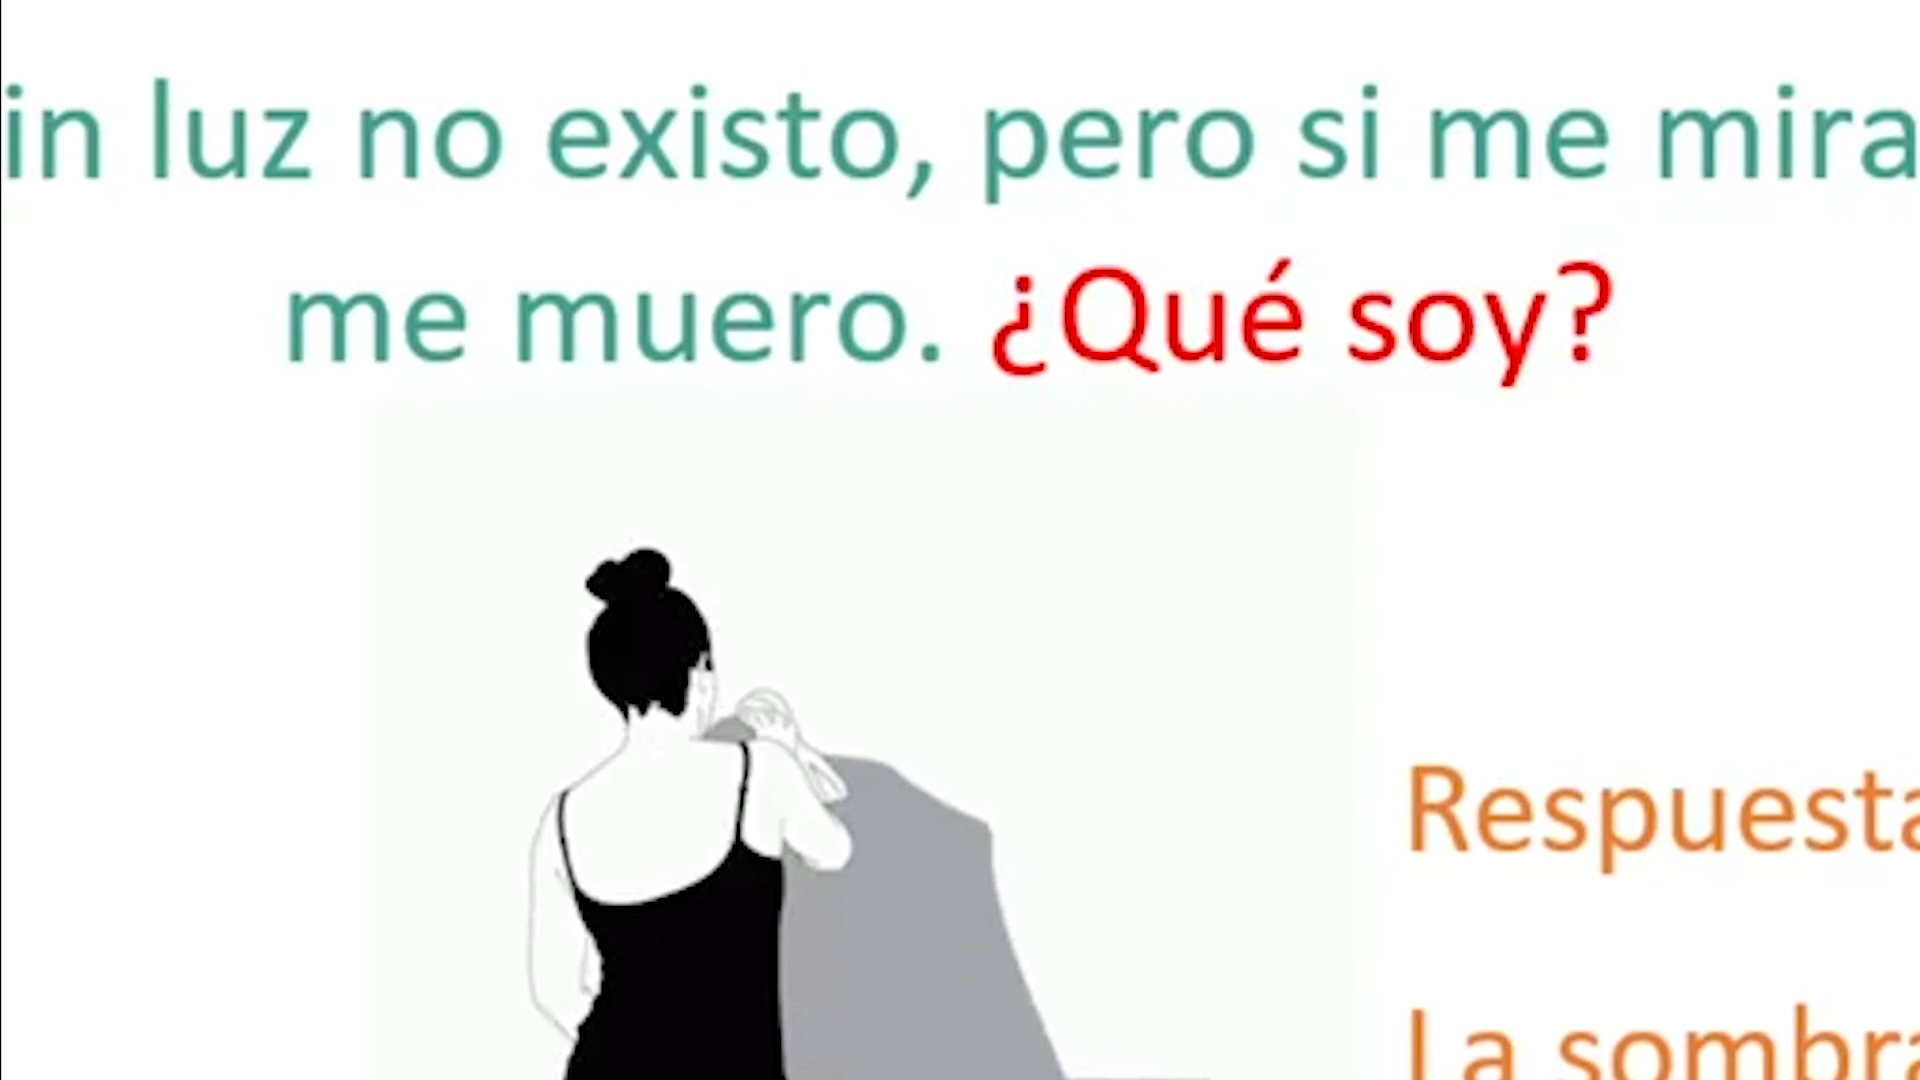 in luz no existo, pero si me mira
me muero. ¿Qué soy?
Respuesta
La sombra